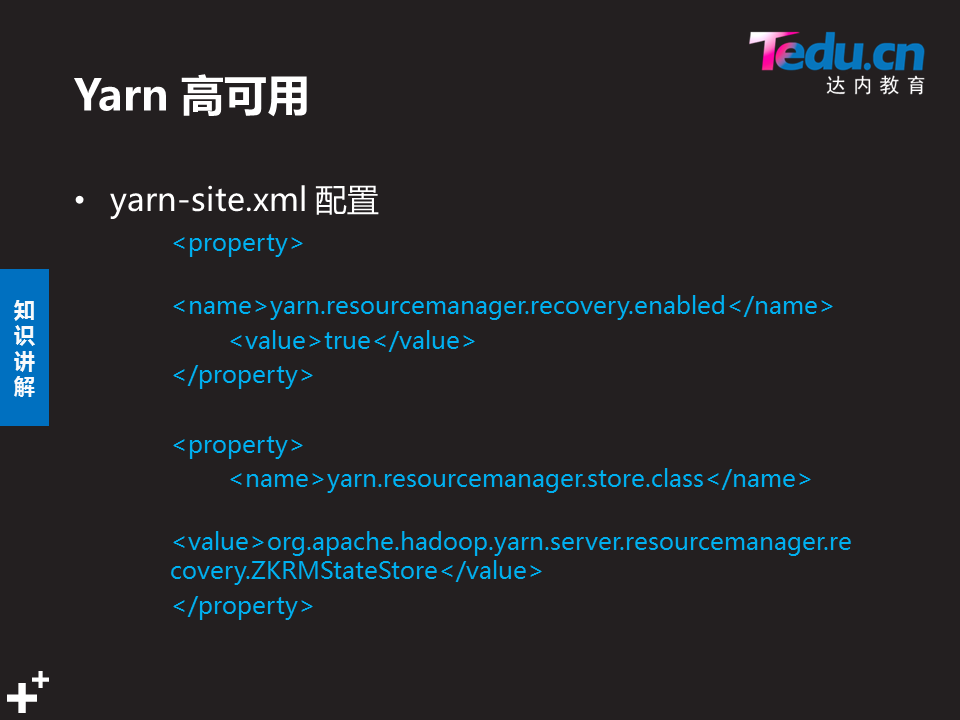 Tedu.cn
达内教育
Yarn 高可用
• yarn-site.xml 配置
<property>
<name>yarn.resourcemanager.recovery.enabled</name>
<value>true</value>
</property>
<property>
<name>yarn.resourcemanager.store.class</name>
<value>org.apache.hadoop.yarn.server.resourcemanager.re
covery.ZKRMStateStore</value>
</property>
知
识
讲
解